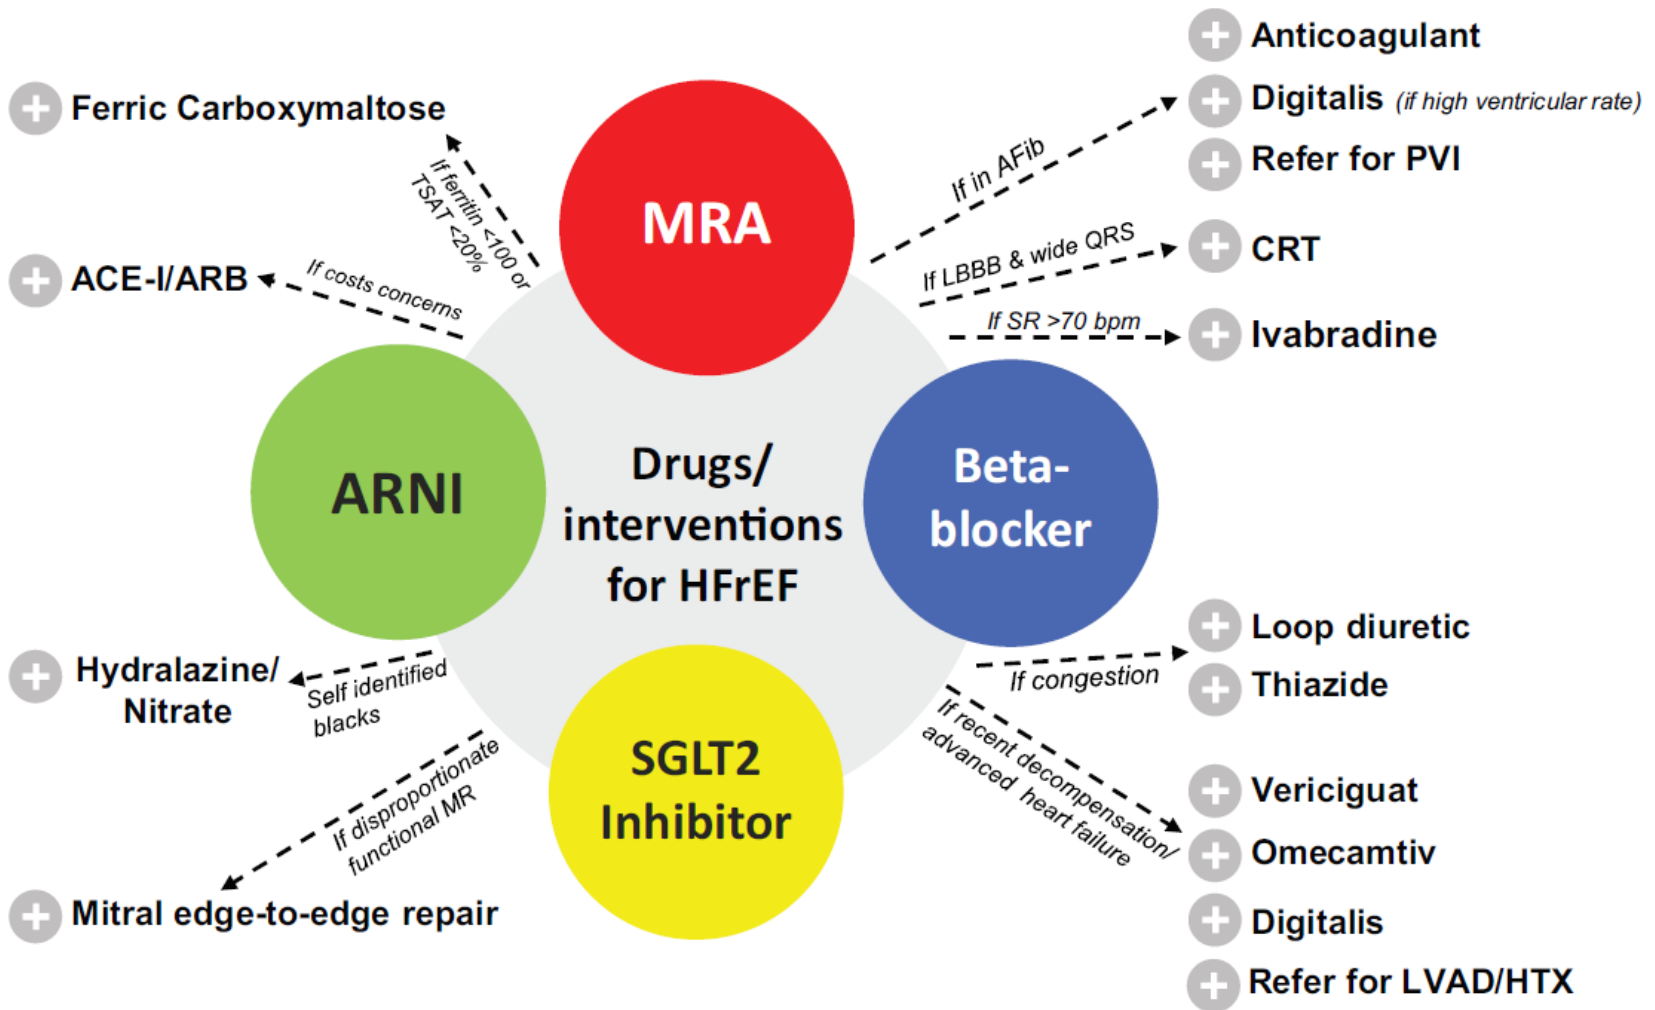 Ferric Carboxymaltose
If ferritin <100 or
TSAT <20%
ACE-I/ARB
If costs concerns
MRA
ARNI
Drugs/
interventions
for HFrEF
Beta-
blocker
SGLT2
Inhibitor
Hydralazine/
Nitrate
Self identified
blacks
If disproportionate
functional MR
Mitral edge-to-edge repair
If in AFib
Anticoagulant
Digitalis (if high ventricular rate)
Refer for PVI
If LBBB & wide QRS
CRT
If SR >70 bpm
Ivabradine
If congestion
Loop diuretic
Thiazide
If recent decompensation/
advanced heart failure
Vericiguat
Omecamtiv
Digitalis
Refer for LVAD/HTX